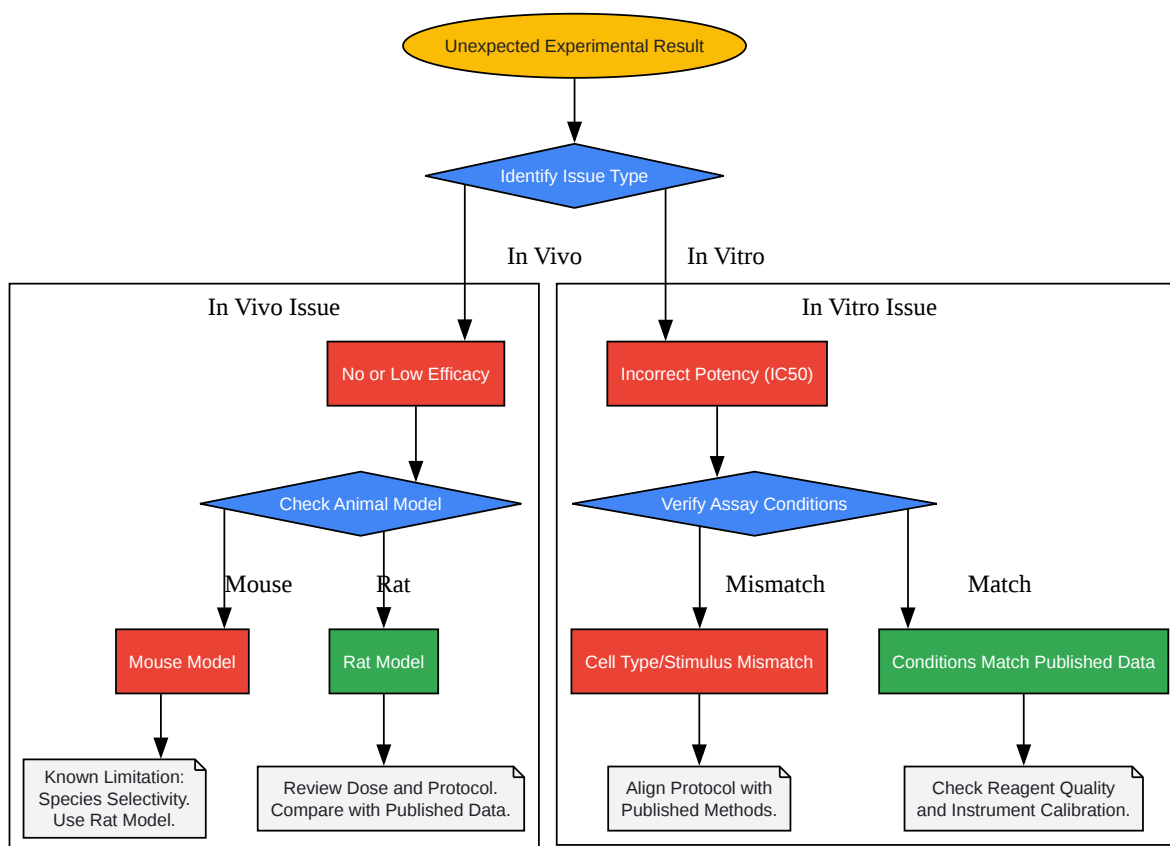 Unexpected Experimental Result
Identify Issue Type
In Vivo
In Vitro
In Vivo Issue
In Vitro Issue
No or Low Efficacy
Incorrect Potency (IC50)
Check Animal Model
Verify Assay Conditions
Mouse
Rat
Mismatch
Match
Mouse Model
Rat Model
Cell Type/Stimulus Mismatch
Conditions Match Published Data
Known Limitation:
Species Selectivity.
Use Rat Model.
Review Dose and Protocol.
Compare with Published Data.
Align Protocol with
Published Methods.
Check Reagent Quality
and Instrument Calibration.